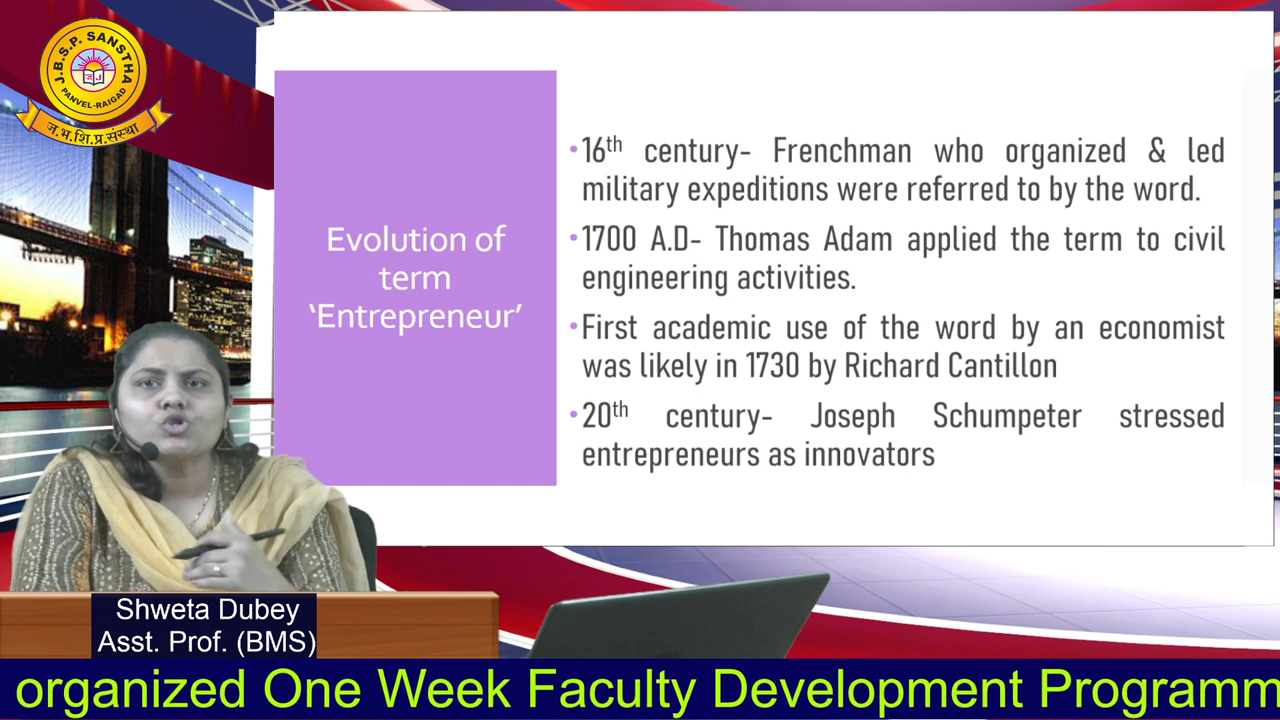 J.B.S.P. SANSTHA
PANVEL-RAIGAD
ज.भ.शि.प्र.संस्था
Evolution of
term
‘Entrepreneur’
•16th century- Frenchman who organized & led
military expeditions were referred to by the word.
•1700 A.D- Thomas Adam applied the term to civil
engineering activities.
•First academic use of the word by an economist
was likely in 1730 by Richard Cantillon
•20th century- Joseph Schumpeter stressed
entrepreneurs as innovators
Shweta Dubey
Asst. Prof. (BMS)
organized One Week Faculty Development Programm